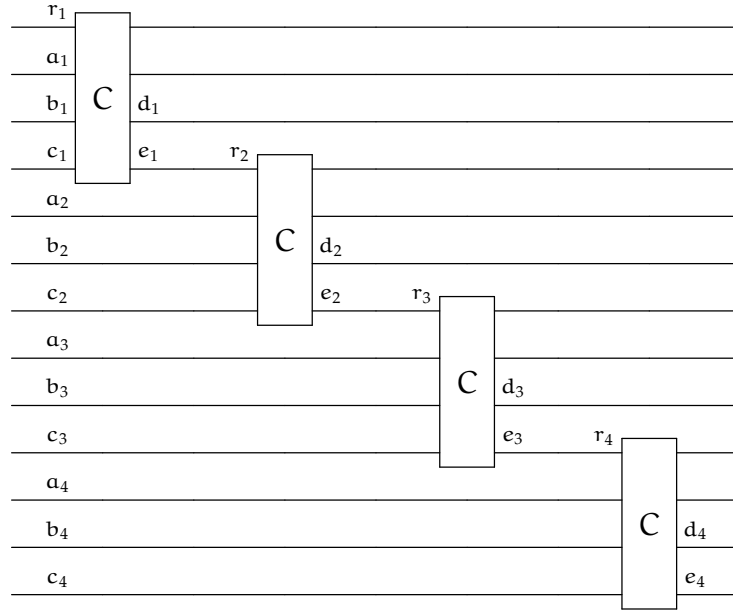 r₁
a₁
b₁ C d₁
c₁ e₁ r₂
a₂
b₂ C d₂
c₂ e₂ r₃
a₃
b₃ C d₃
c₃ e₃ r₄
a₄
b₄ C d₄
c₄ e₄